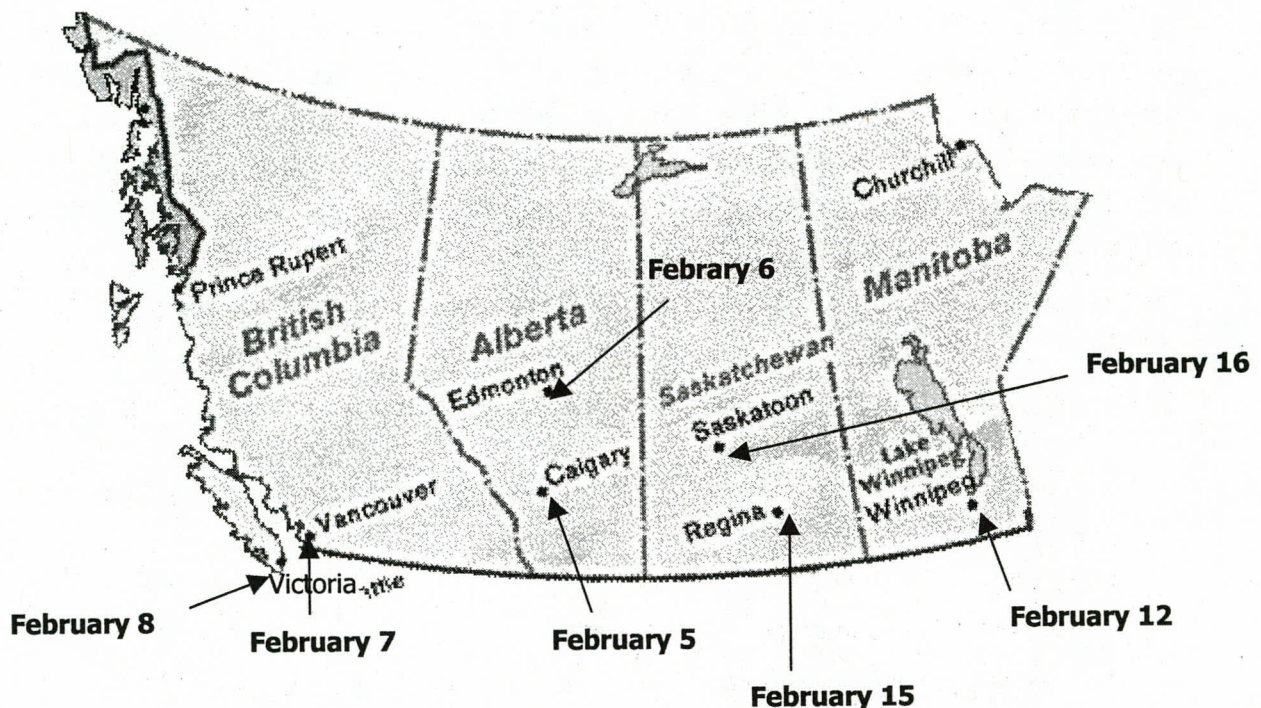 Churchill
Prince Rupert
Manitoba
Febrary 6
British
Columbia
Alberta
Saskatchewan
February 16
Edmonton
Saskatoon
Calgary
Lake
Winnipeg
Winnipeg
Vancouver
Regina
Victoria
February 8
February 7
February 5
February 12
February 15